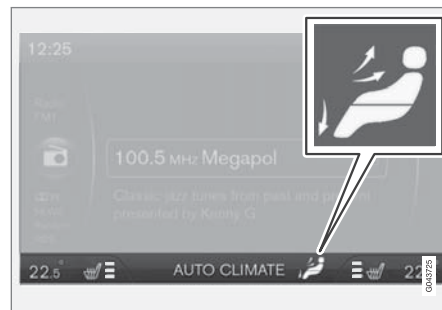 12:25
Radio
FM1
100.5 MHz Megapol
Classic jazz tunes from past and present
presented by Kenny G
22.5° AUTO CLIMATE 22
G043725